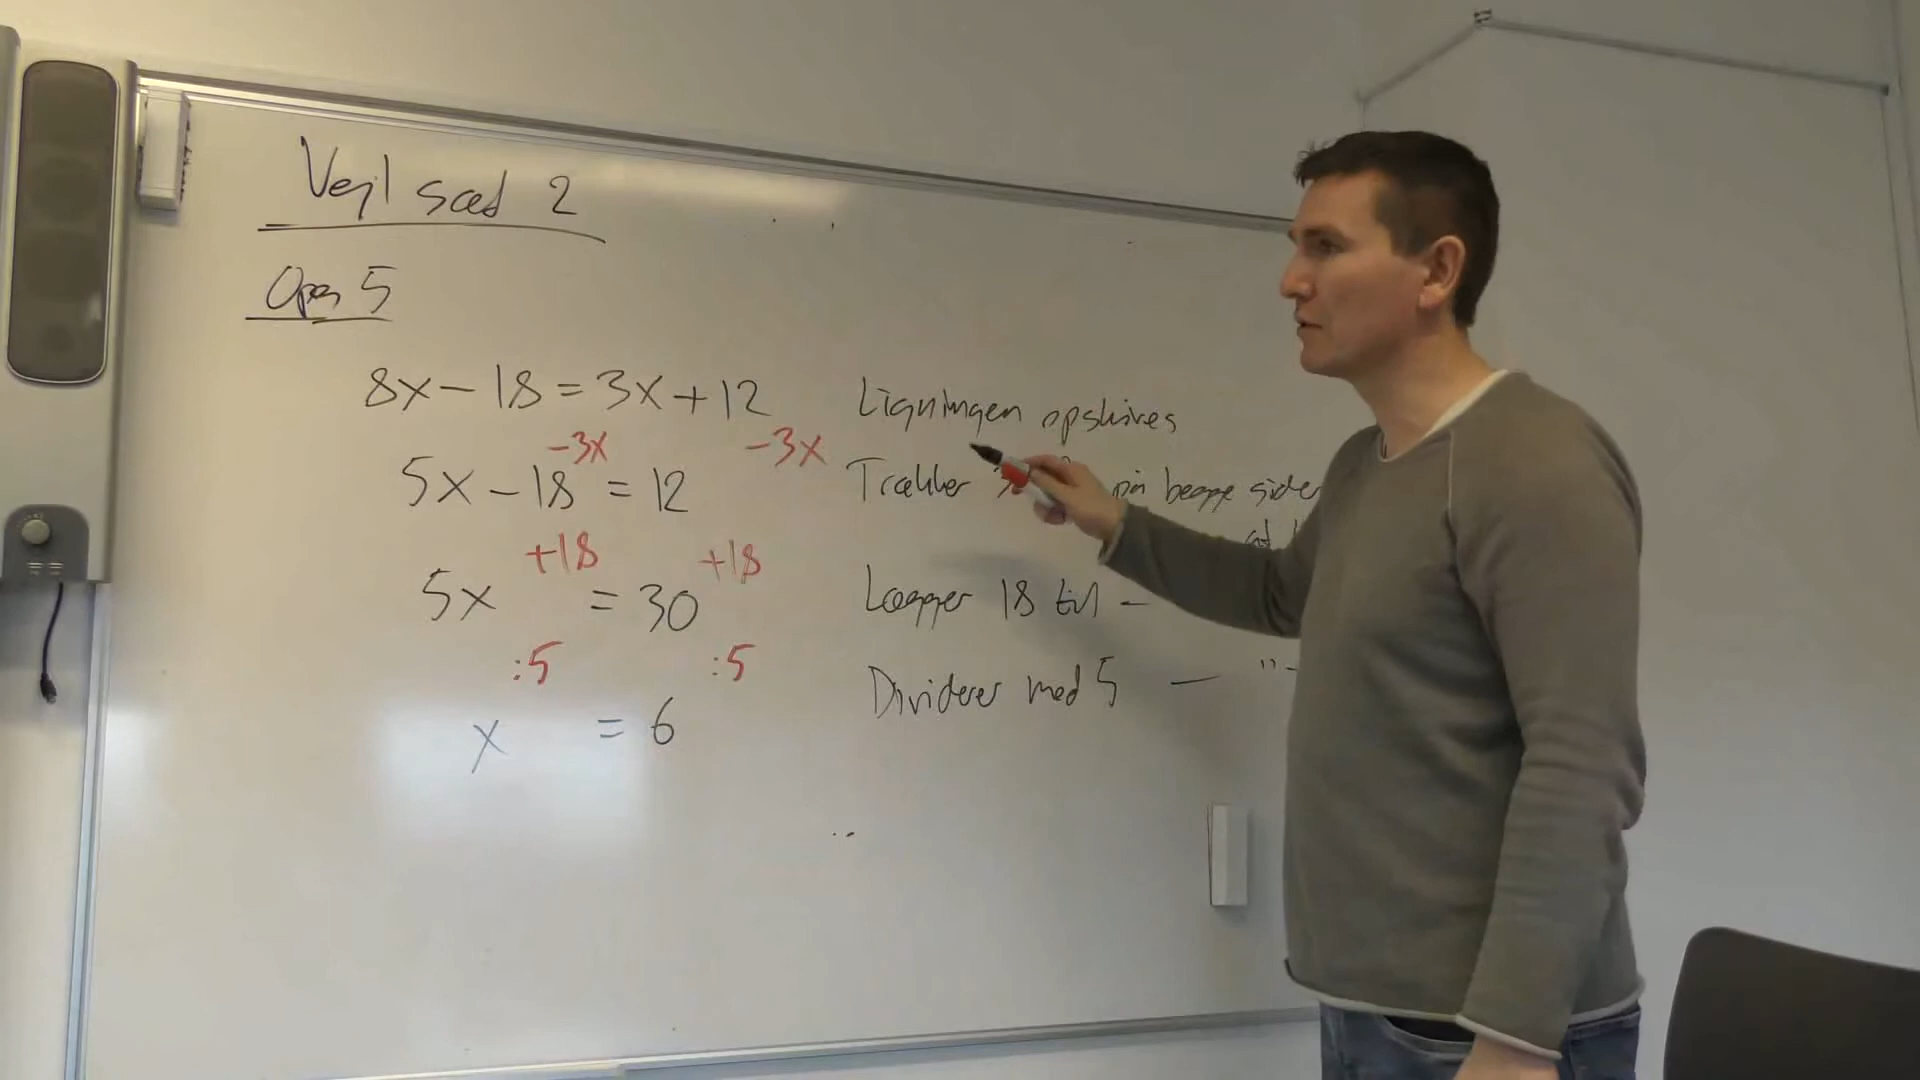 Vejl sæt 2
Opg 5
8x - 18 = 3x + 12 Ligningen opskrives
-3x -3x
5x - 18 = 12 Trækker på begge sider
+18 +18
5x = 30 Lægger 18 til —
:5 :5
Dividerer med 5 — "-
x = 6